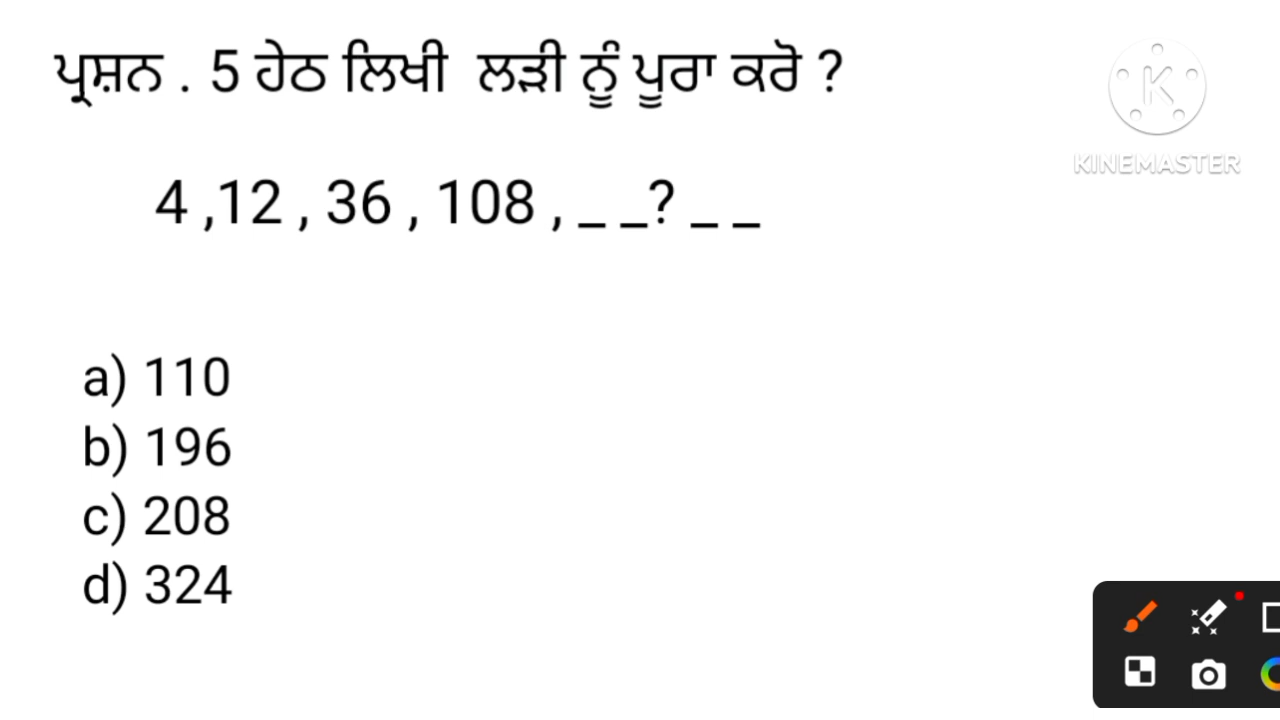 ਪ੍ਰਸ਼ਨ . 5 ਹੇਠ ਲਿਖੀ ਲੜੀ ਨੂੰ ਪੂਰਾ ਕਰੋ ?
K
KINEMASTER
4 ,12 , 36 , 108 , _ _? _ _
a) 110
b) 196
c) 208
d) 324